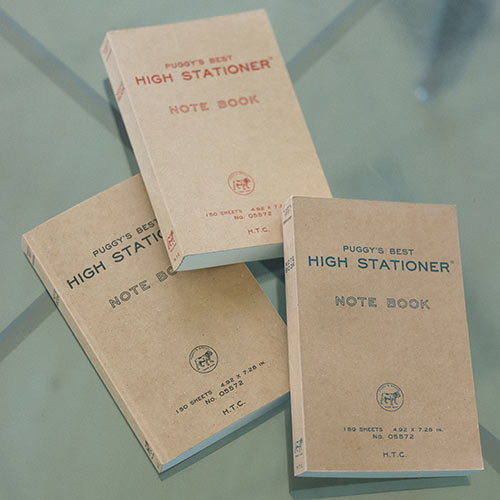 PUGGY'S BEST
HIGH STATIONER®
NOTE BOOK
150 SHEETS 4.92 X 7.28 in.
No. 05572
H.T.C.
PUGGY'S BEST
HIGH STATIONER
NOTE BOOK
150 SHEETS 4.92 X 7.28 in.
No. 05572
H.T.C.
PUGGY'S BEST
HIGH STATIONER®
NOTE BOOK
150 SHEETS 4.92 X 7.28 in.
No. 05572
H.T.C.